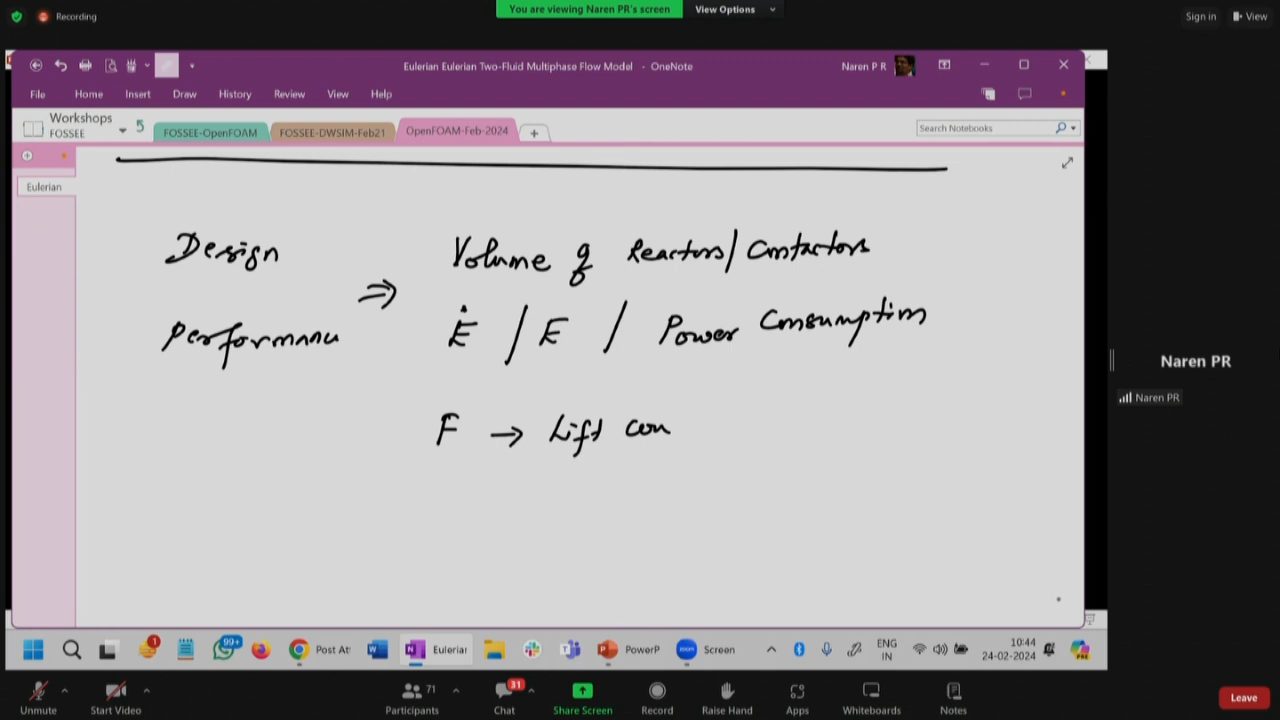 Recording
You are viewing Naren PR's screen
View Options
Sign in
View
Eulerian Eulerian Two-Fluid Multiphase Flow Model - OneNote
Naren P R
File Home Insert Draw History Review View Help
Workshops
FOSSEE
5
FOSSEE-OpenFOAM
FOSSEE-DWSIM-Feb21
OpenFOAM-Feb-2024
Search Notebooks
Eulerian
Design
Volume of Reactors/Contactors
Performance
Ė / E / Power Consumption
F → Lift con
Naren PR
Naren PR
1
99+
Post At
Eulerian
PowerP
Screen
ENG
IN
10:44
24-02-2024
Unmute
Start Video
71
Participants
31
Chat
Share Screen
Record
Raise Hand
Apps
Whiteboards
Notes
Leave